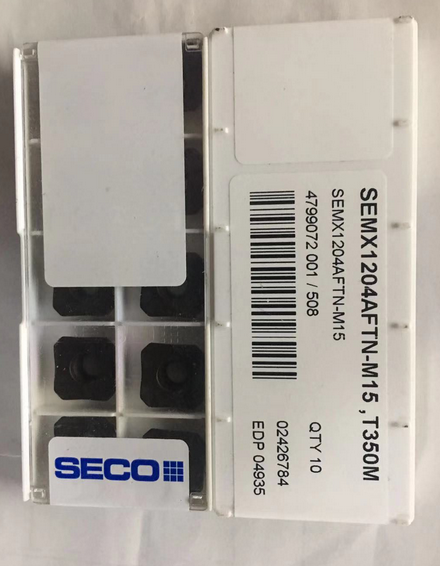 SECO
SEMX1204AFTN-M15 , T350M
SEMX1204AFTN-M15
4799072 001 / 508
QTY 10
02426784
EDP 04935